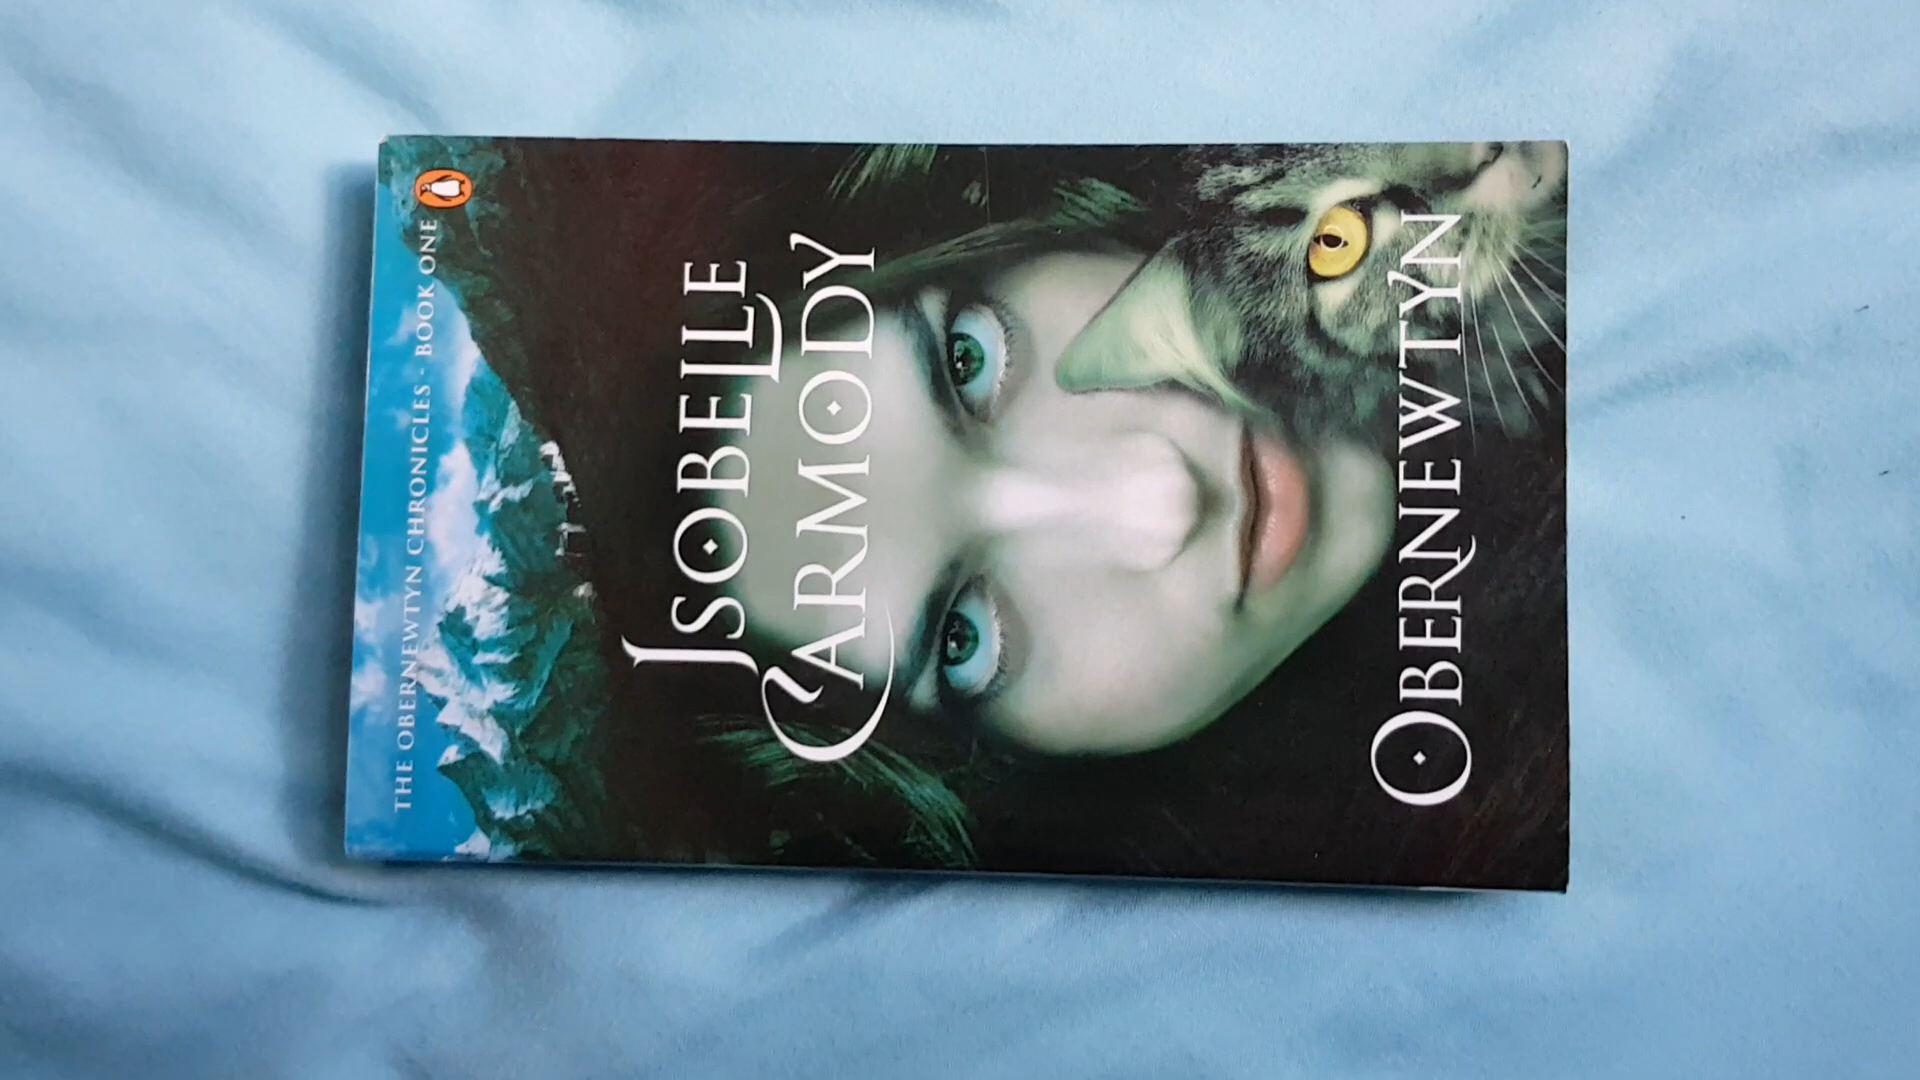 THE OBERNEWTYN CHRONICLES - BOOK ONE
ISOBELLE
CARMODY
OBERNEWTYN